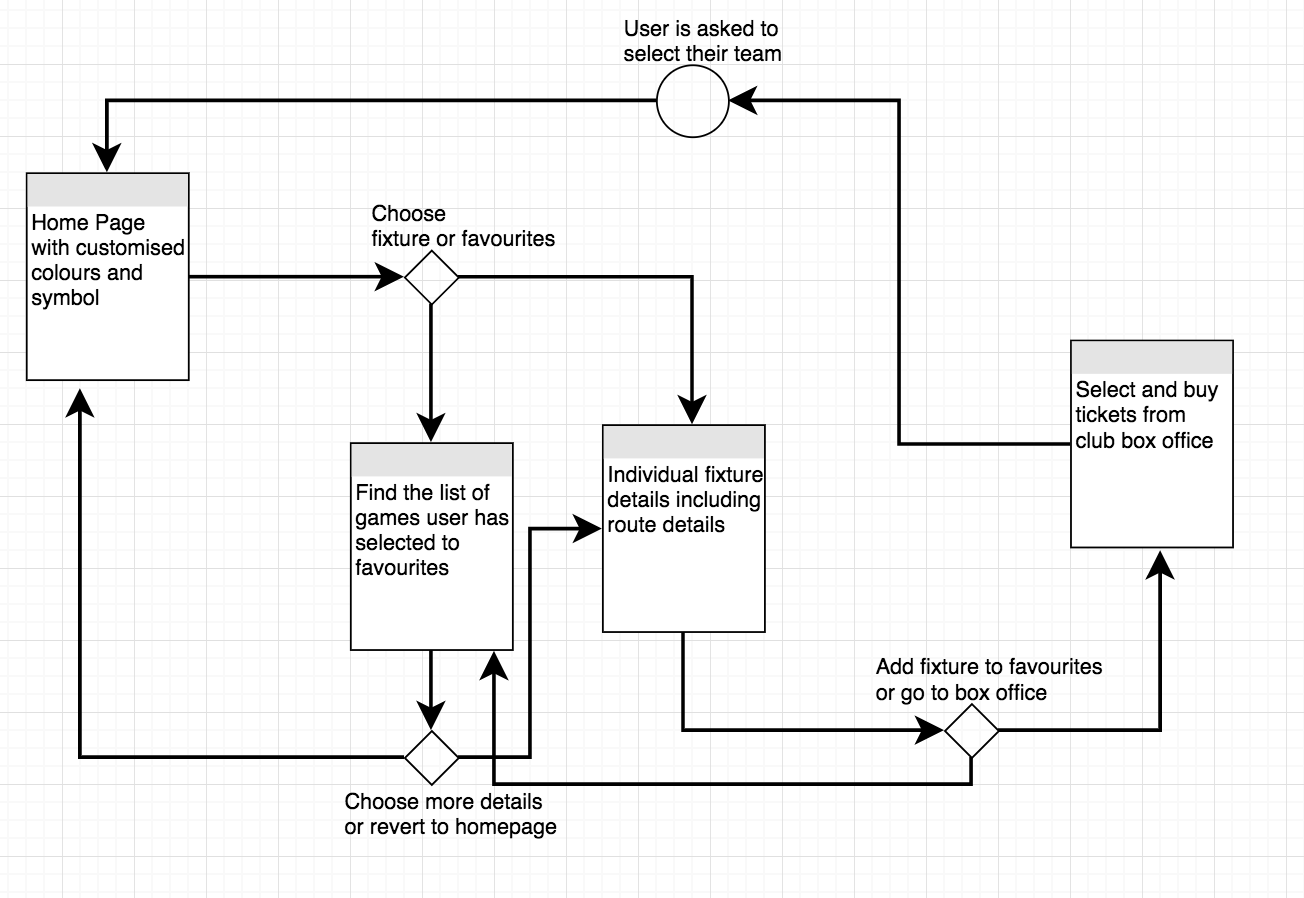 User is asked to
select their team
Home Page
with customised
colours and
symbol
Choose
fixture or favourites
Select and buy
tickets from
club box office
Individual fixture
details including
route details
Find the list of
games user has
selected to
favourites
Add fixture to favourites
or go to box office
Choose more details
or revert to homepage